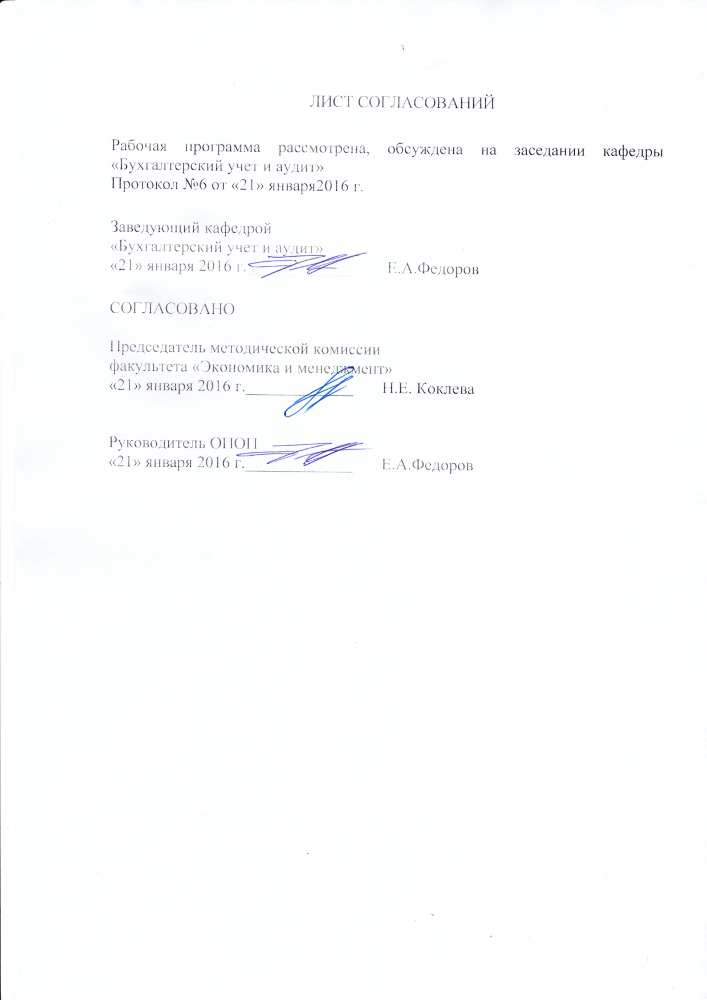 3
ЛИСТ СОГЛАСОВАНИЙ
Рабочая программа рассмотрена, обсуждена на заседании кафедры
«Бухгалтерский учет и аудит»
Протокол №6 от «21» января2016 г.
Заведующий кафедрой
«Бухгалтерский учет и аудит»
«21» января 2016 г. Е.А.Федоров
СОГЛАСОВАНО
Председатель методической комиссии
факультета «Экономика и менеджмент»
«21» января 2016 г.______________ Н.Е. Коклева
Руководитель ОПОП
«21» января 2016 г.______________ Е.А.Федоров